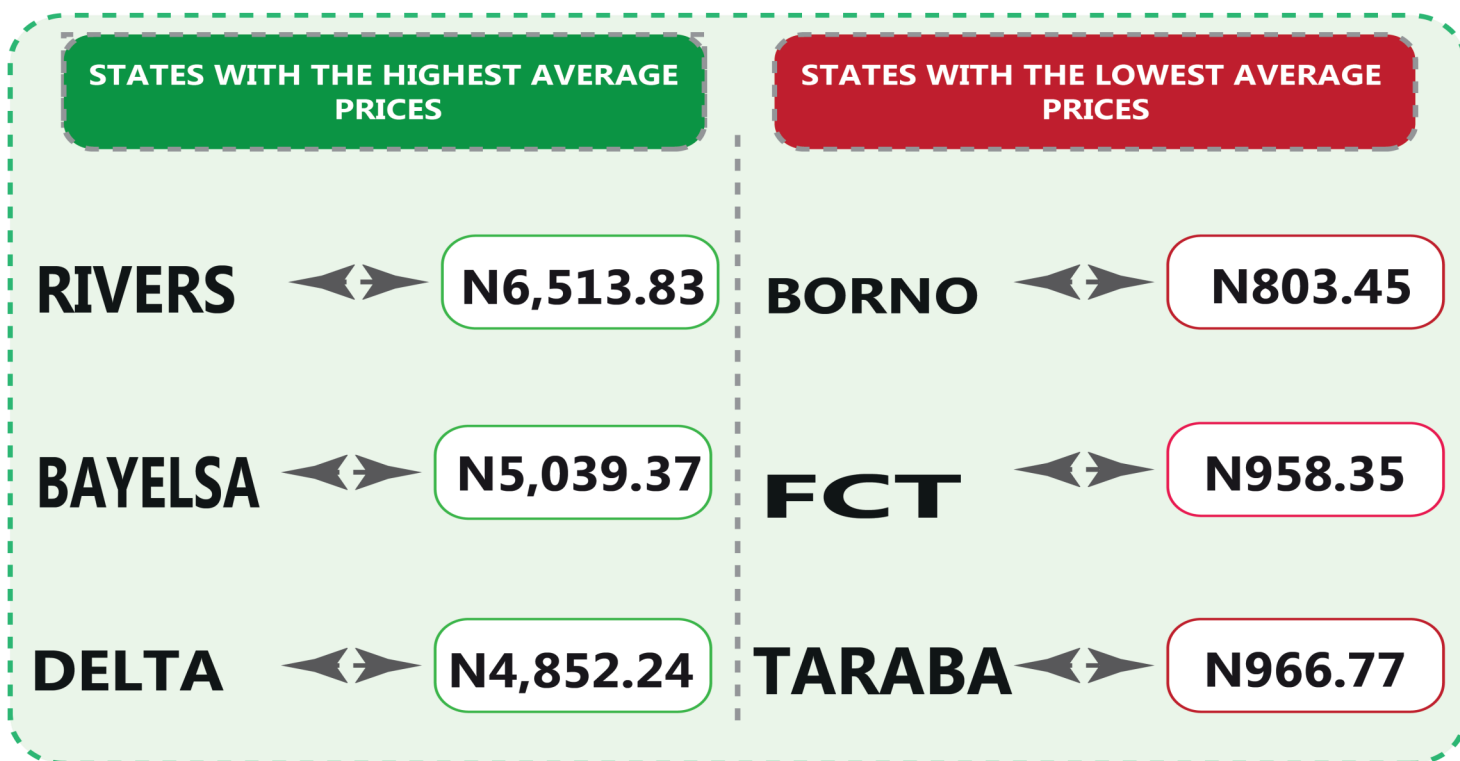 STATES WITH THE HIGHEST AVERAGE
PRICES
RIVERS N6,513.83
BAYELSA N5,039.37
DELTA N4,852.24
STATES WITH THE LOWEST AVERAGE
PRICES
BORNO N803.45
FCT N958.35
TARABA N966.77